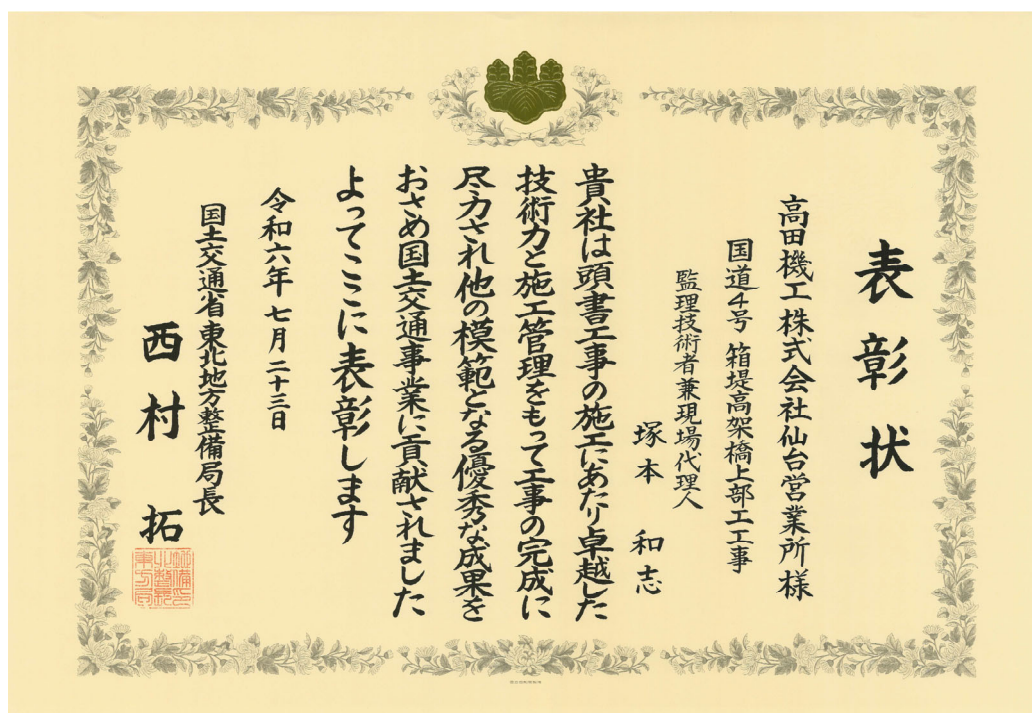 表彰状
高田機工株式会社仙台営業所様
国道4号 箱堤高架橋上部工工事
監理技術者兼現場代理人
塚本 和志
貴社は頭書工事の施工にあたり卓越した
技術力と施工管理をもって工事の完成に
尽力され他の模範となる優秀な成果を
おさめ国土交通事業に貢献されました
よってここに表彰します
令和六年七月二十三日
国土交通省東北地方整備局長
西村 拓